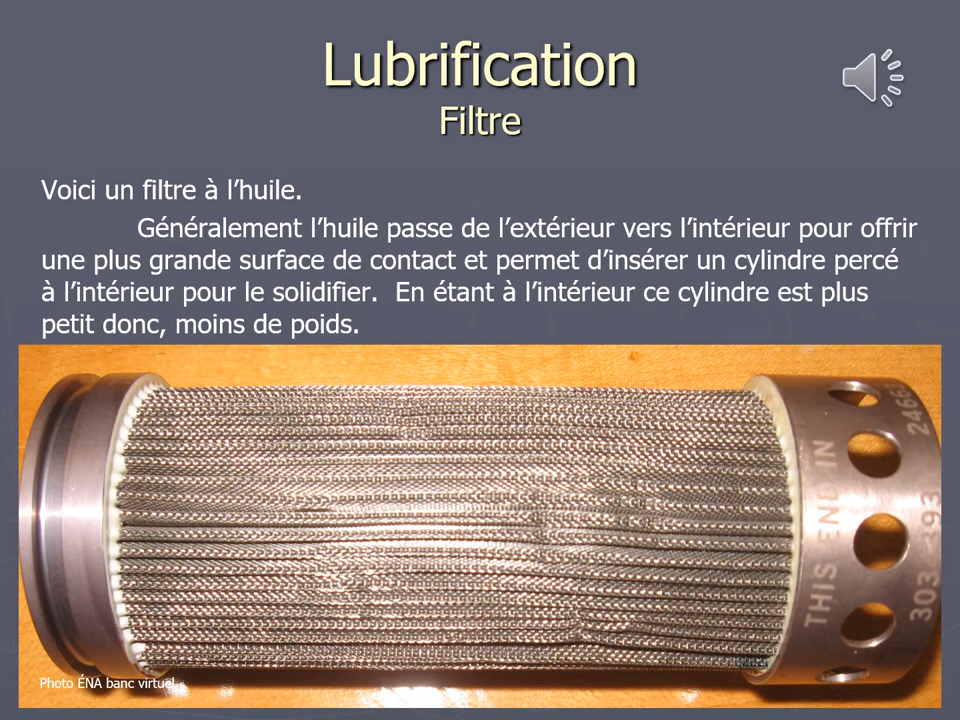 Lubrification
Filtre
Voici un filtre à l’huile.
Généralement l’huile passe de l’extérieur vers l’intérieur pour offrir
une plus grande surface de contact et permet d’insérer un cylindre percé
à l’intérieur pour le solidifier.  En étant à l’intérieur ce cylindre est plus
petit donc, moins de poids.
THIS END IN
Photo ÉNA banc virtuel